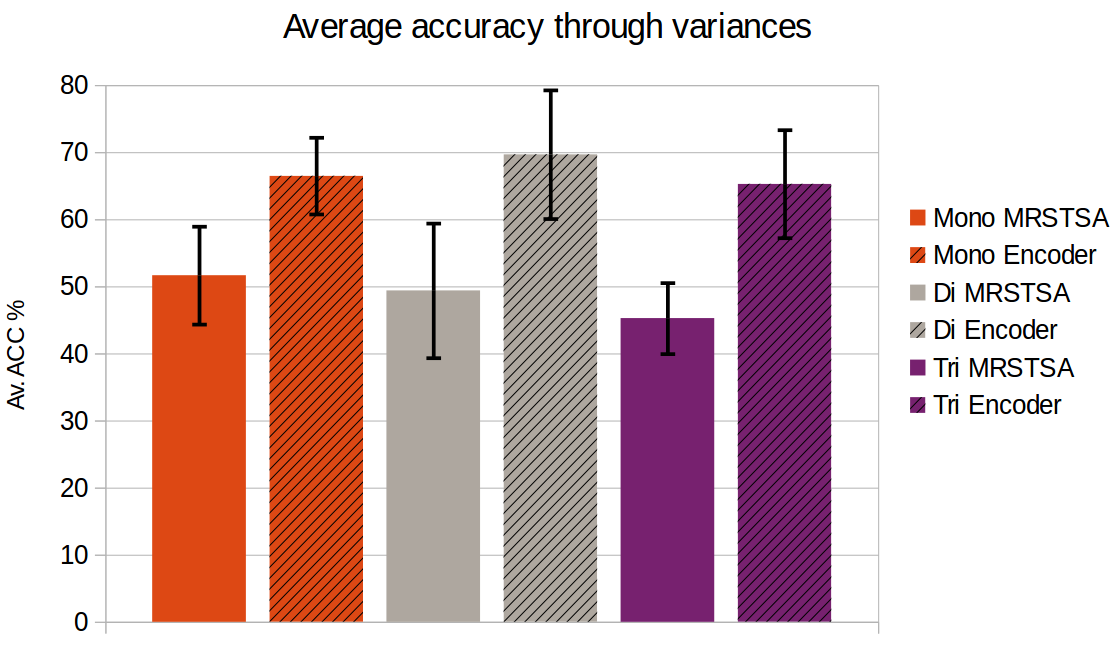 Average accuracy through variances
Av. ACC %
80
70
60
50
40
30
20
10
0
Mono MRSTSA
Mono Encoder
Di MRSTSA
Di Encoder
Tri MRSTSA
Tri Encoder